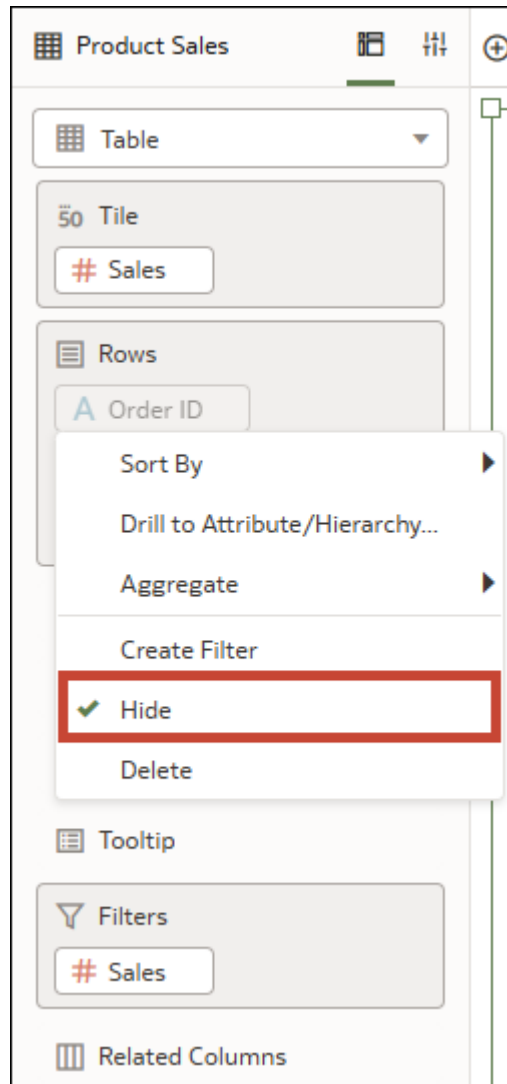 Product Sales
Table
50 Tile
# Sales
Rows
A Order ID
Sort By
Drill to Attribute/Hierarchy...
Aggregate
Create Filter
Hide
Delete
Tooltip
Filters
# Sales
Related Columns